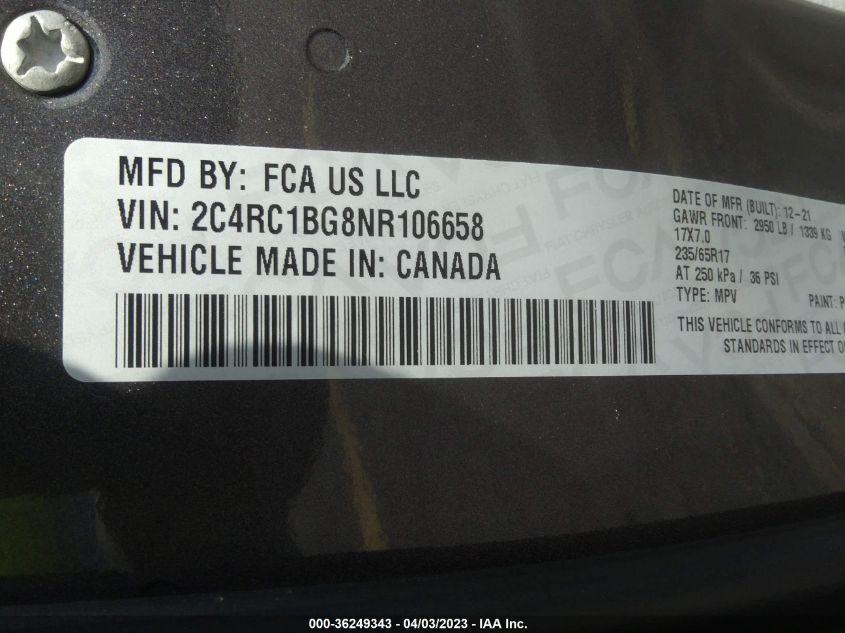 MFD BY: FCA US LLC
VIN: 2C4RC1BG8NR106658
VEHICLE MADE IN: CANADA
DATE OF MFR (BUILT): 12-21
GAWR FRONT: 2950 LB / 1339 KG
17X7.0
235/65R17
AT 250 kPa / 36 PSI
TYPE: MPV
PAINT: P
THIS VEHICLE CONFORMS TO ALL
STANDARDS IN EFFECT O
000-36249343 - 04/03/2023 - IAA Inc.